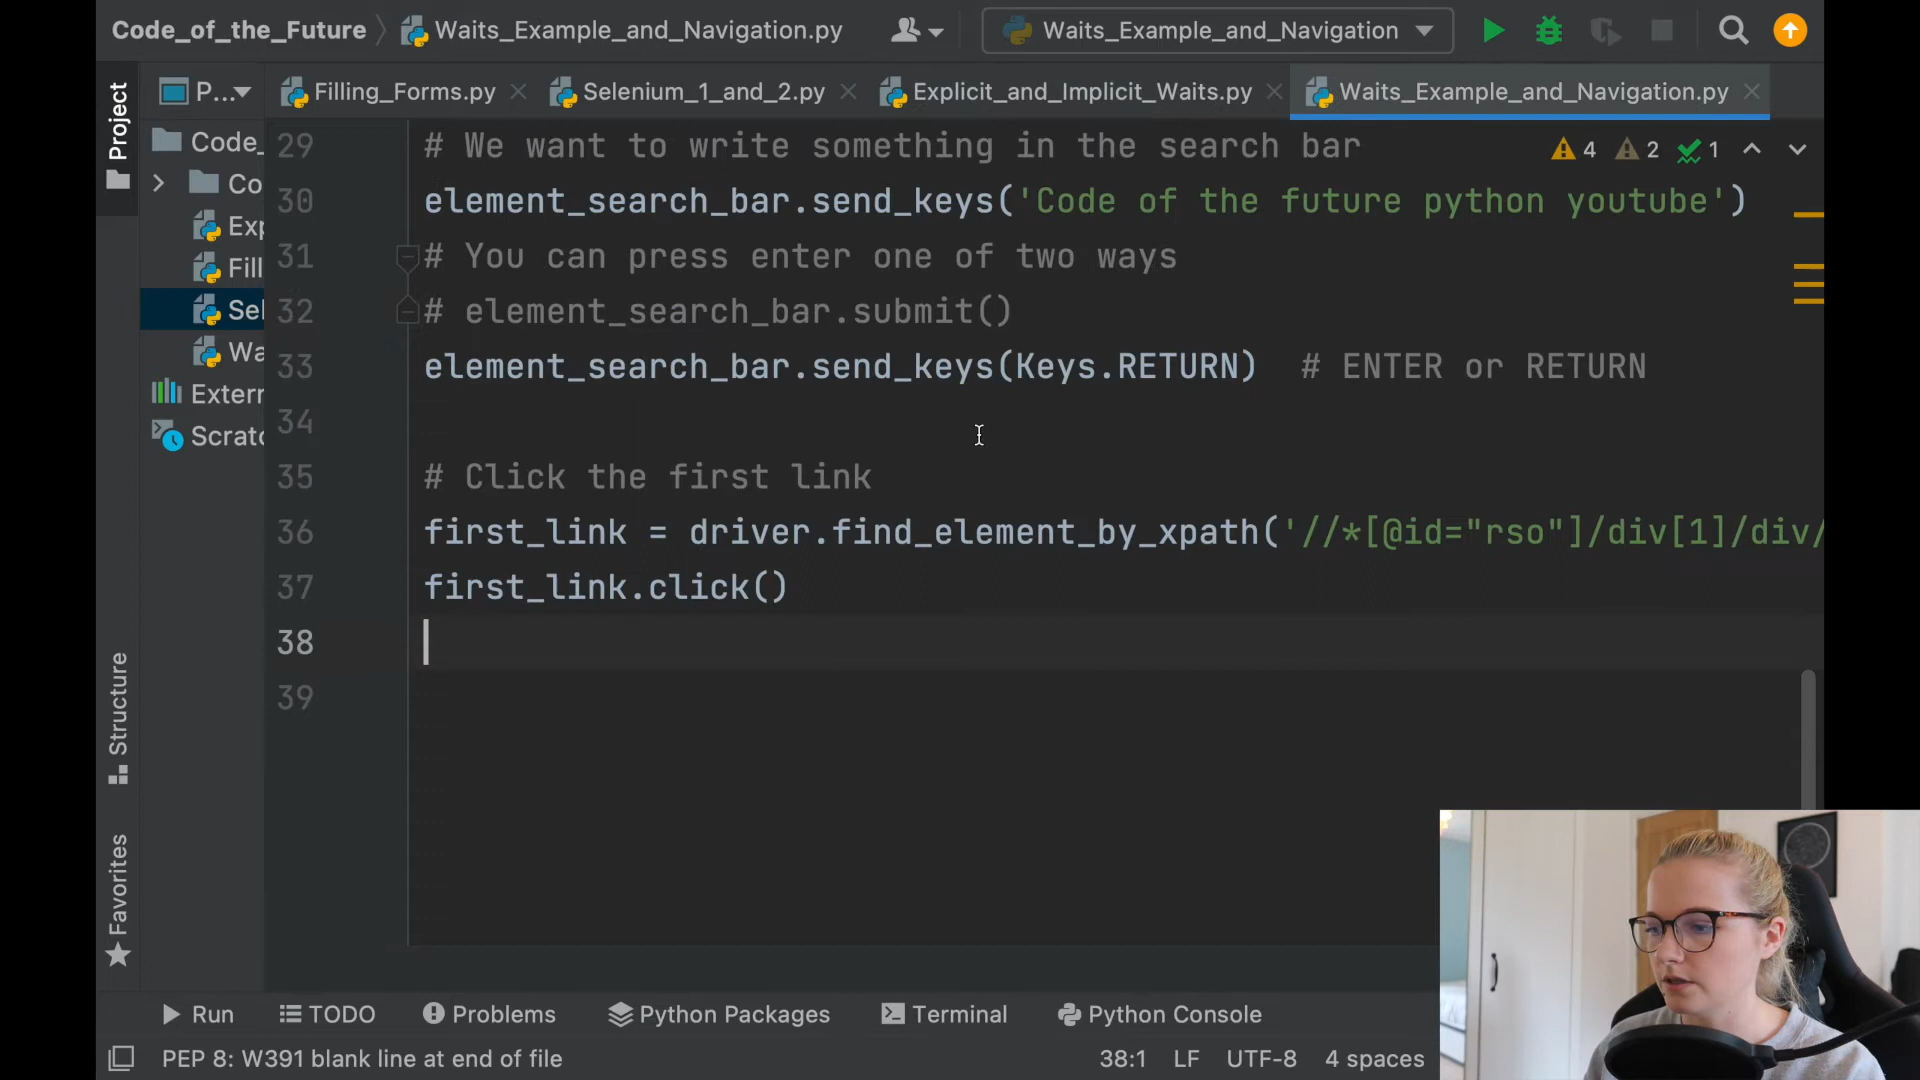 Code_of_the_Future
Waits_Example_and_Navigation.py
Waits_Example_and_Navigation
Project
P...
Filling_Forms.py
Selenium_1_and_2.py
Explicit_and_Implicit_Waits.py
Waits_Example_and_Navigation.py
4
2
1
Code_
Co
Exp
Fill
Sel
Wa
Extern
Scratc
29 # We want to write something in the search bar
30 element_search_bar.send_keys('Code of the future python youtube')
31 # You can press enter one of two ways
32 # element_search_bar.submit()
33 element_search_bar.send_keys(Keys.RETURN)  # ENTER or RETURN
34
35 # Click the first link
36 first_link = driver.find_element_by_xpath('//*[@id="rso"]/div[1]/div/
37 first_link.click()
38
39
Structure
Favorites
Run
TODO
Problems
Python Packages
Terminal
Python Console
PEP 8: W391 blank line at end of file
38:1
LF
UTF-8
4 spaces